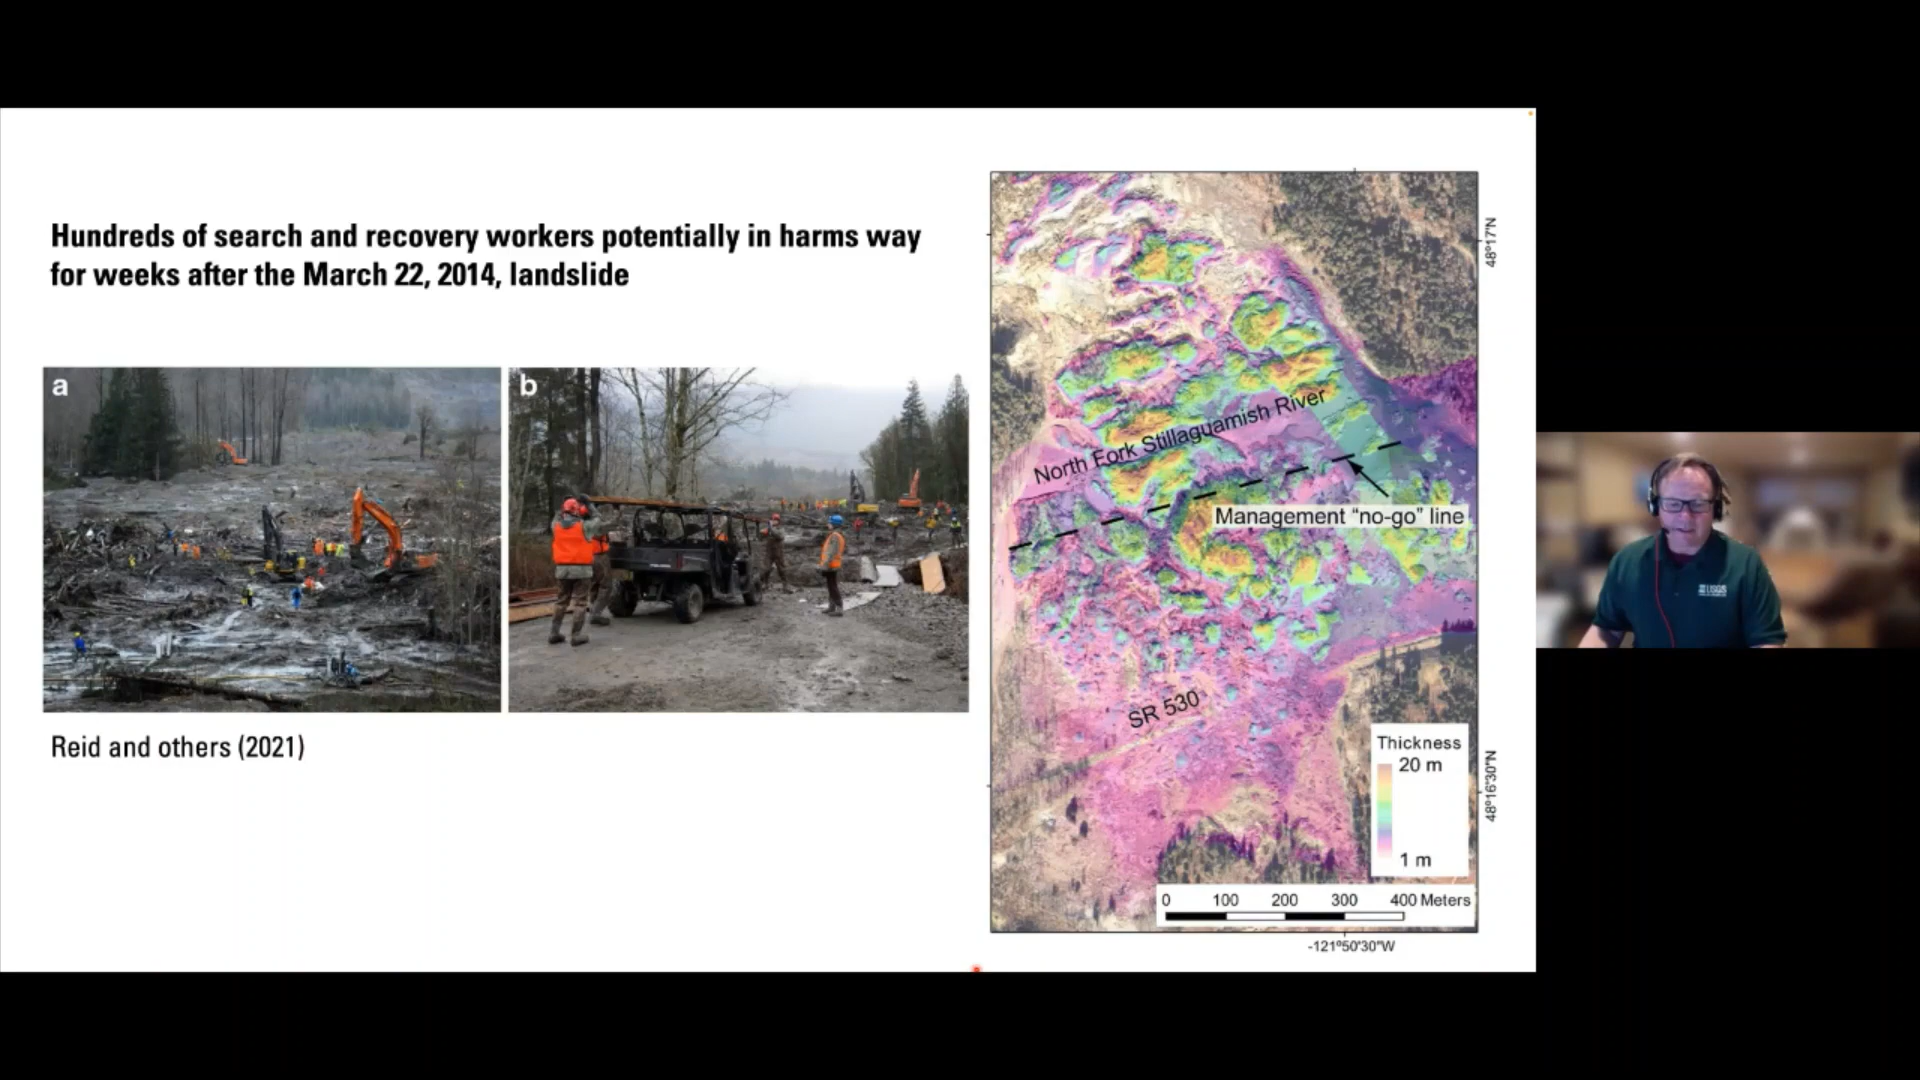 Hundreds of search and recovery workers potentially in harms way
for weeks after the March 22, 2014, landslide
a
b
Reid and others (2021)
48°17'N
North Fork Stillaguamish River
Management “no-go” line
SR 530
Thickness
20 m
1 m
48°16'30"N
0 100 200 300 400 Meters
-121°50'30"W
USGS